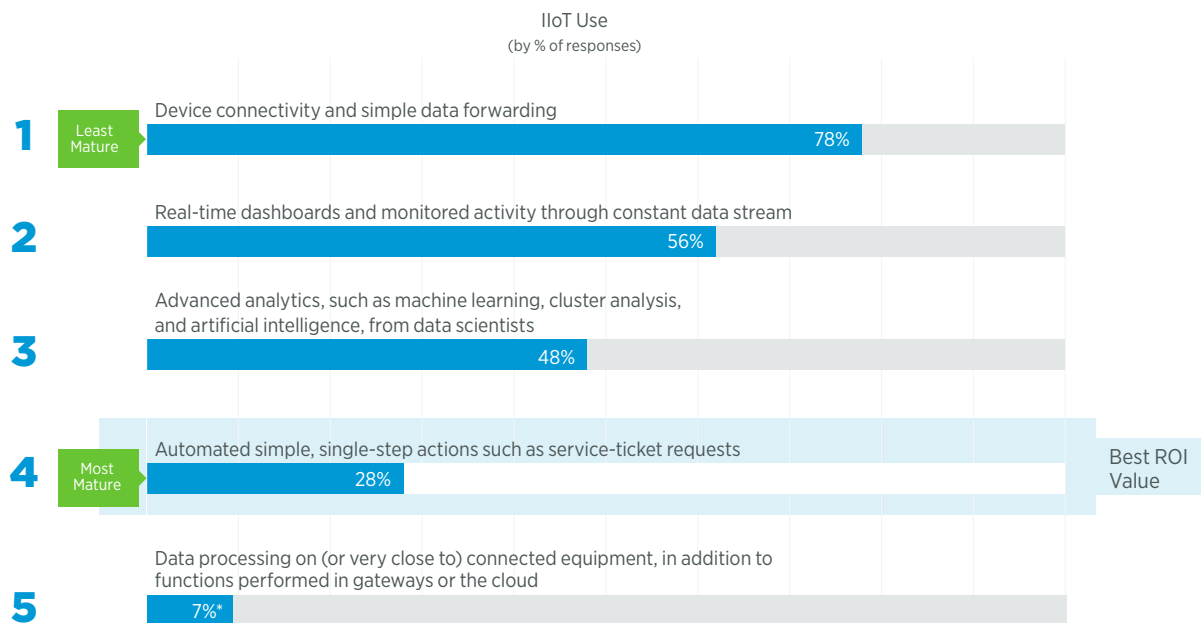 IIoT Use
(by % of responses)
1
Least
Mature
Device connectivity and simple data forwarding
78%
2
Real-time dashboards and monitored activity through constant data stream
56%
3
Advanced analytics, such as machine learning, cluster analysis,
and artificial intelligence, from data scientists
48%
4
Most
Mature
Automated simple, single-step actions such as service-ticket requests
28%
Best ROI
Value
5
Data processing on (or very close to) connected equipment, in addition to
functions performed in gateways or the cloud
7%*